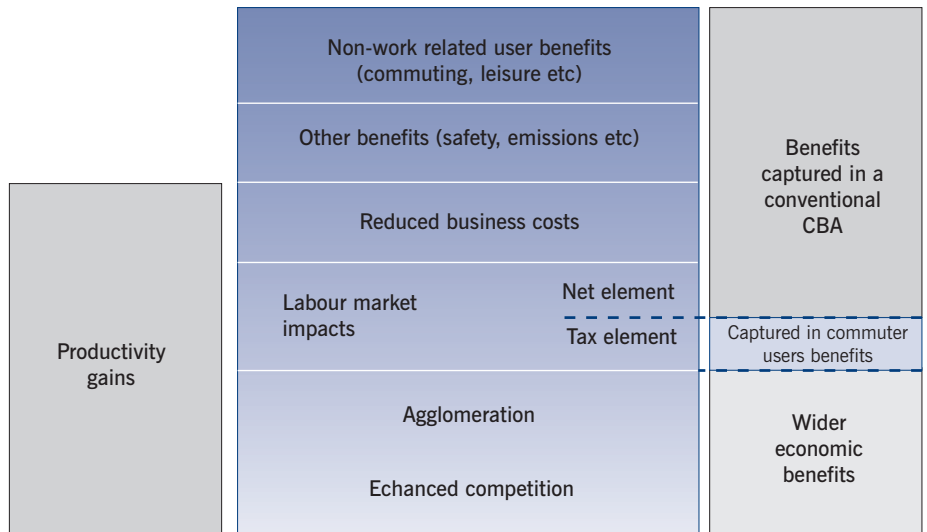 Productivity
gains
Non-work related user benefits
(commuting, leisure etc)
Other benefits (safety, emissions etc)
Reduced business costs
Labour market
impacts
Net element
Tax element
Agglomeration
Echanced competition
Benefits
captured in a
conventional
CBA
Captured in commuter
users benefits
Wider
economic
benefits